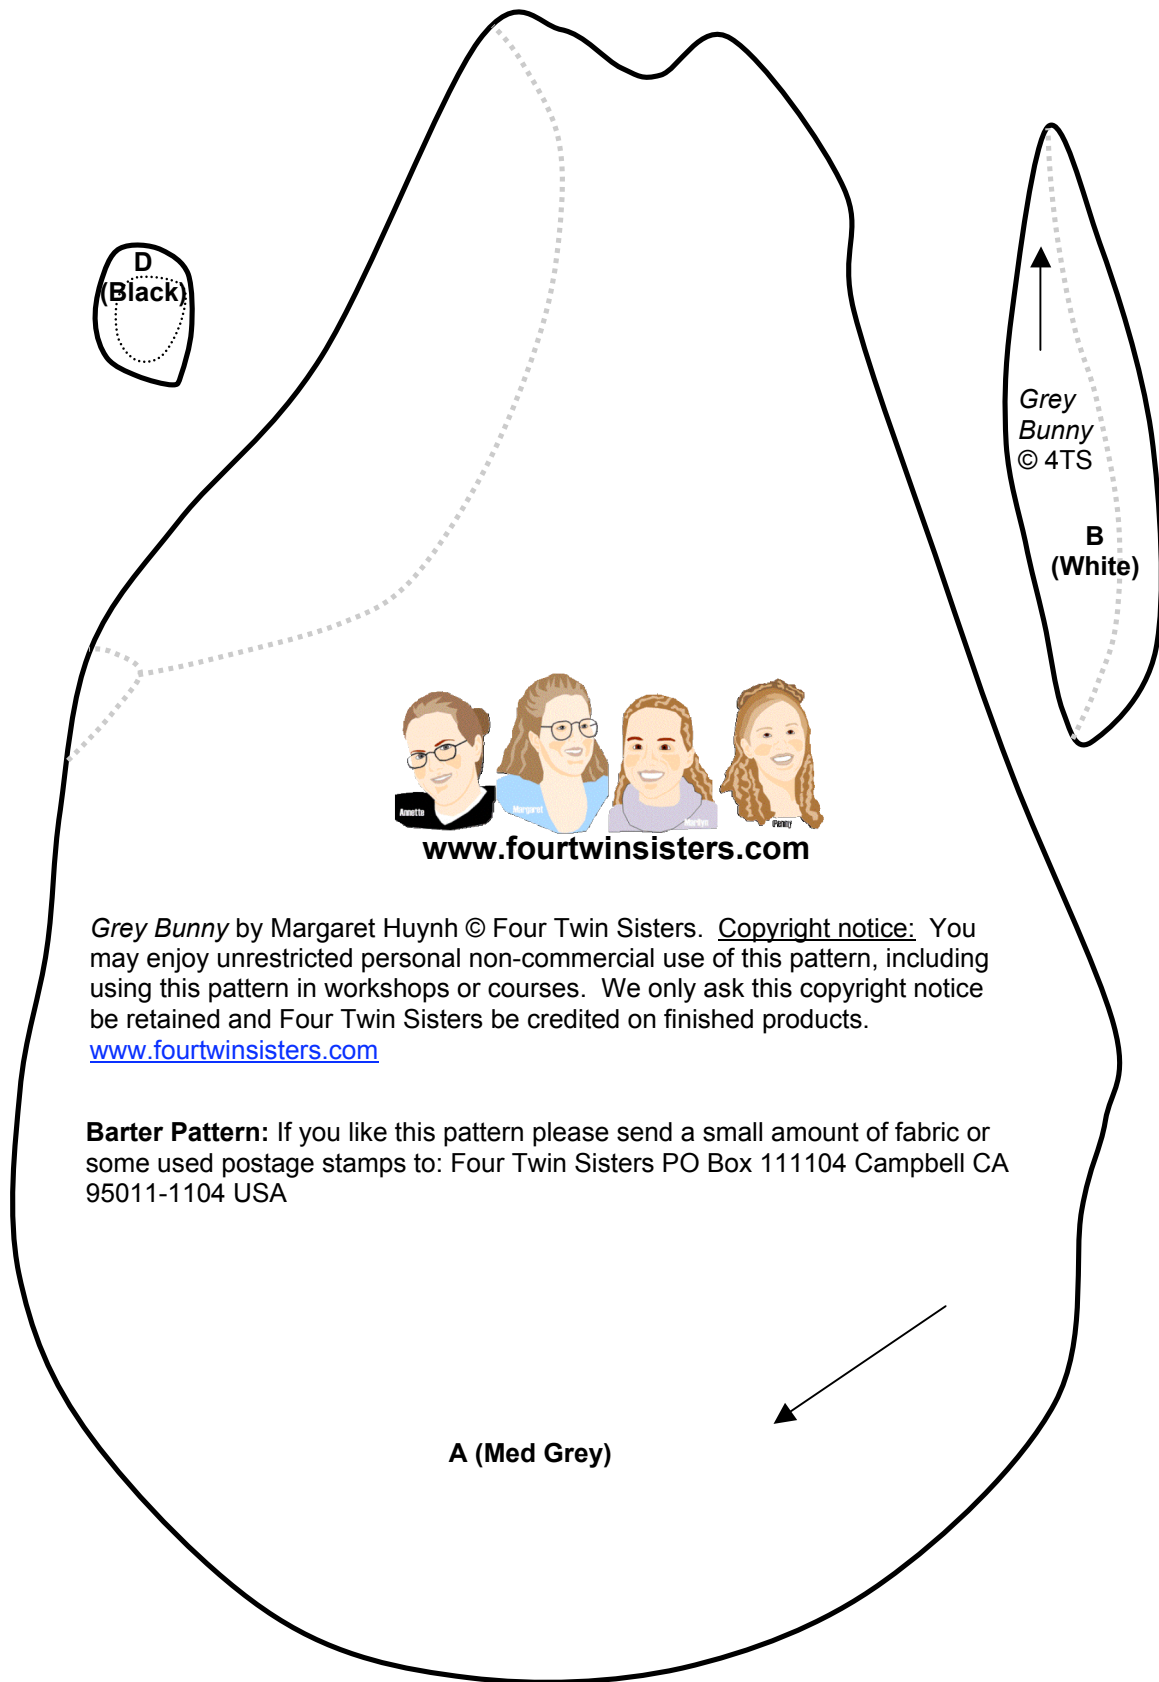 D
(Black)
Grey
Bunny
© 4TS
B
(White)
Annette
Margaret
Marilyn
Penny
www.fourtwinsisters.com
Grey Bunny by Margaret Huynh © Four Twin Sisters. Copyright notice: You
may enjoy unrestricted personal non-commercial use of this pattern, including
using this pattern in workshops or courses. We only ask this copyright notice
be retained and Four Twin Sisters be credited on finished products.
www.fourtwinsisters.com
Barter Pattern: If you like this pattern please send a small amount of fabric or
some used postage stamps to: Four Twin Sisters PO Box 111104 Campbell CA
95011-1104 USA
A (Med Grey)